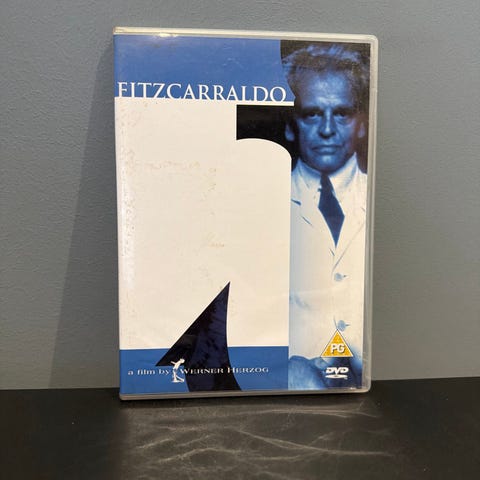 FITZCARRALDO
PG
a film by WERNER HERZOG
DVD